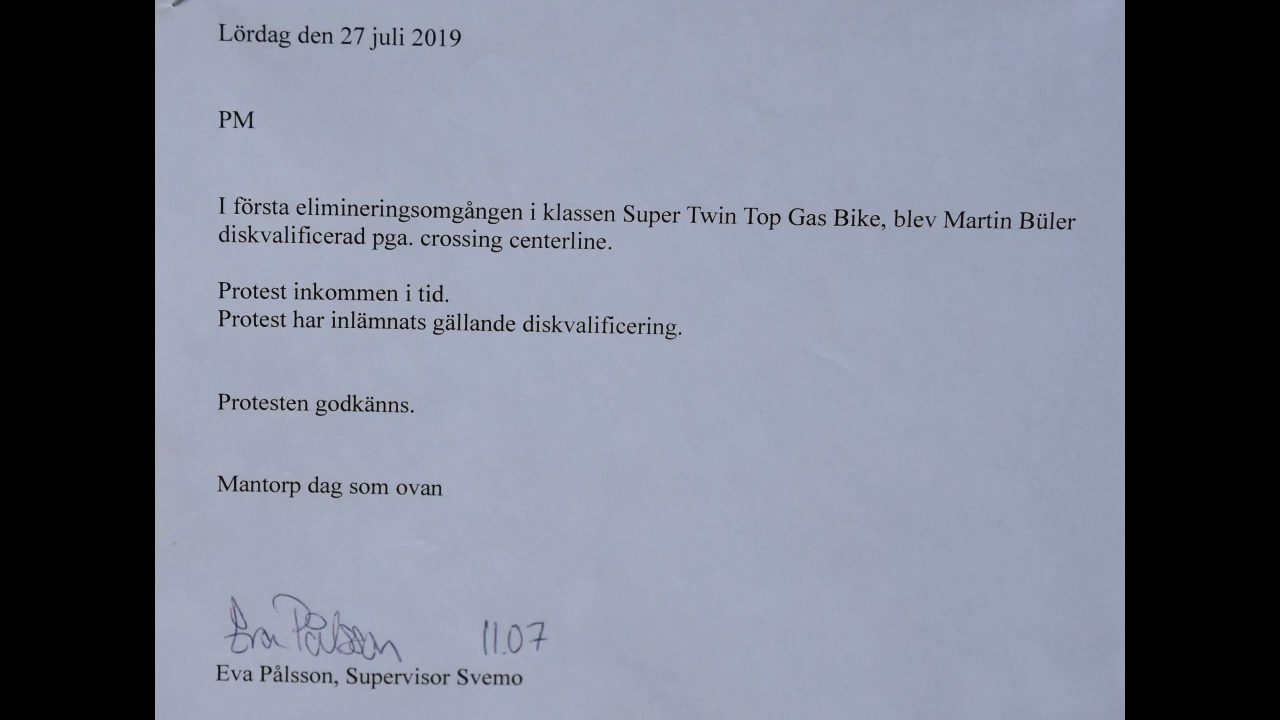 Lördag den 27 juli 2019
PM
I första elimineringsomgången i klassen Super Twin Top Gas Bike, blev Martin Büler
diskvalificerad pga. crossing centerline.
Protest inkommen i tid.
Protest har inlämnats gällande diskvalificering.
Protesten godkänns.
Mantorp dag som ovan
Eva Pålsson 11.07
Eva Pålsson, Supervisor Svemo